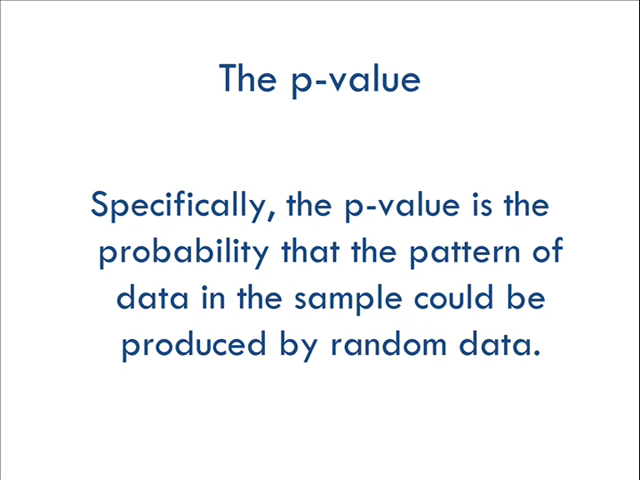 The p-value
Specifically, the p-value is the
probability that the pattern of
data in the sample could be
produced by random data.